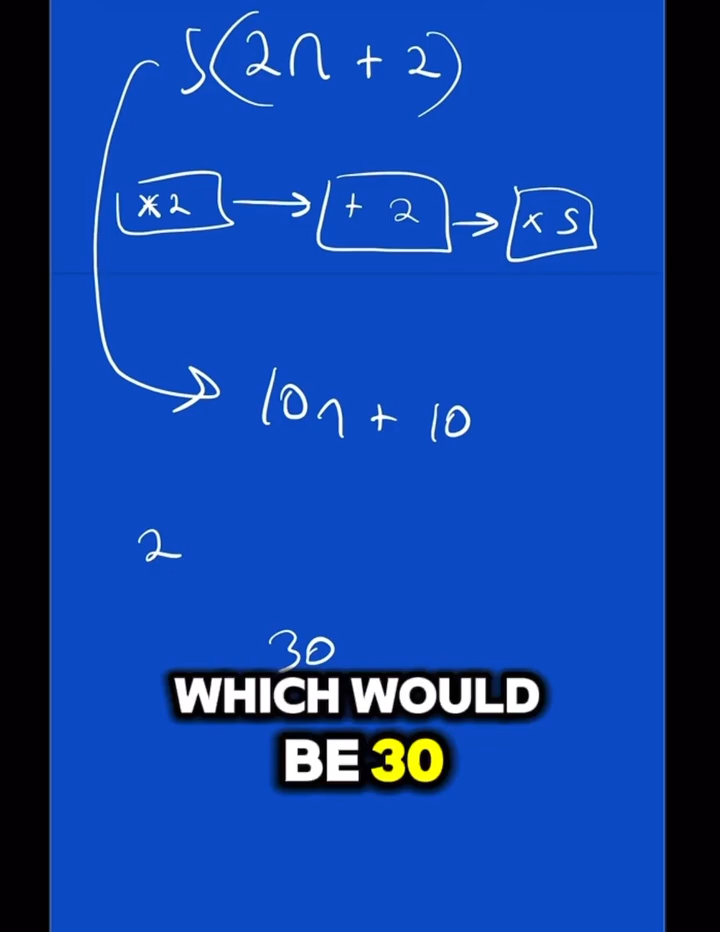 5(2n + 2)
×2 → + 2 → × 5
10n + 10
2
30
WHICH WOULD
BE 30